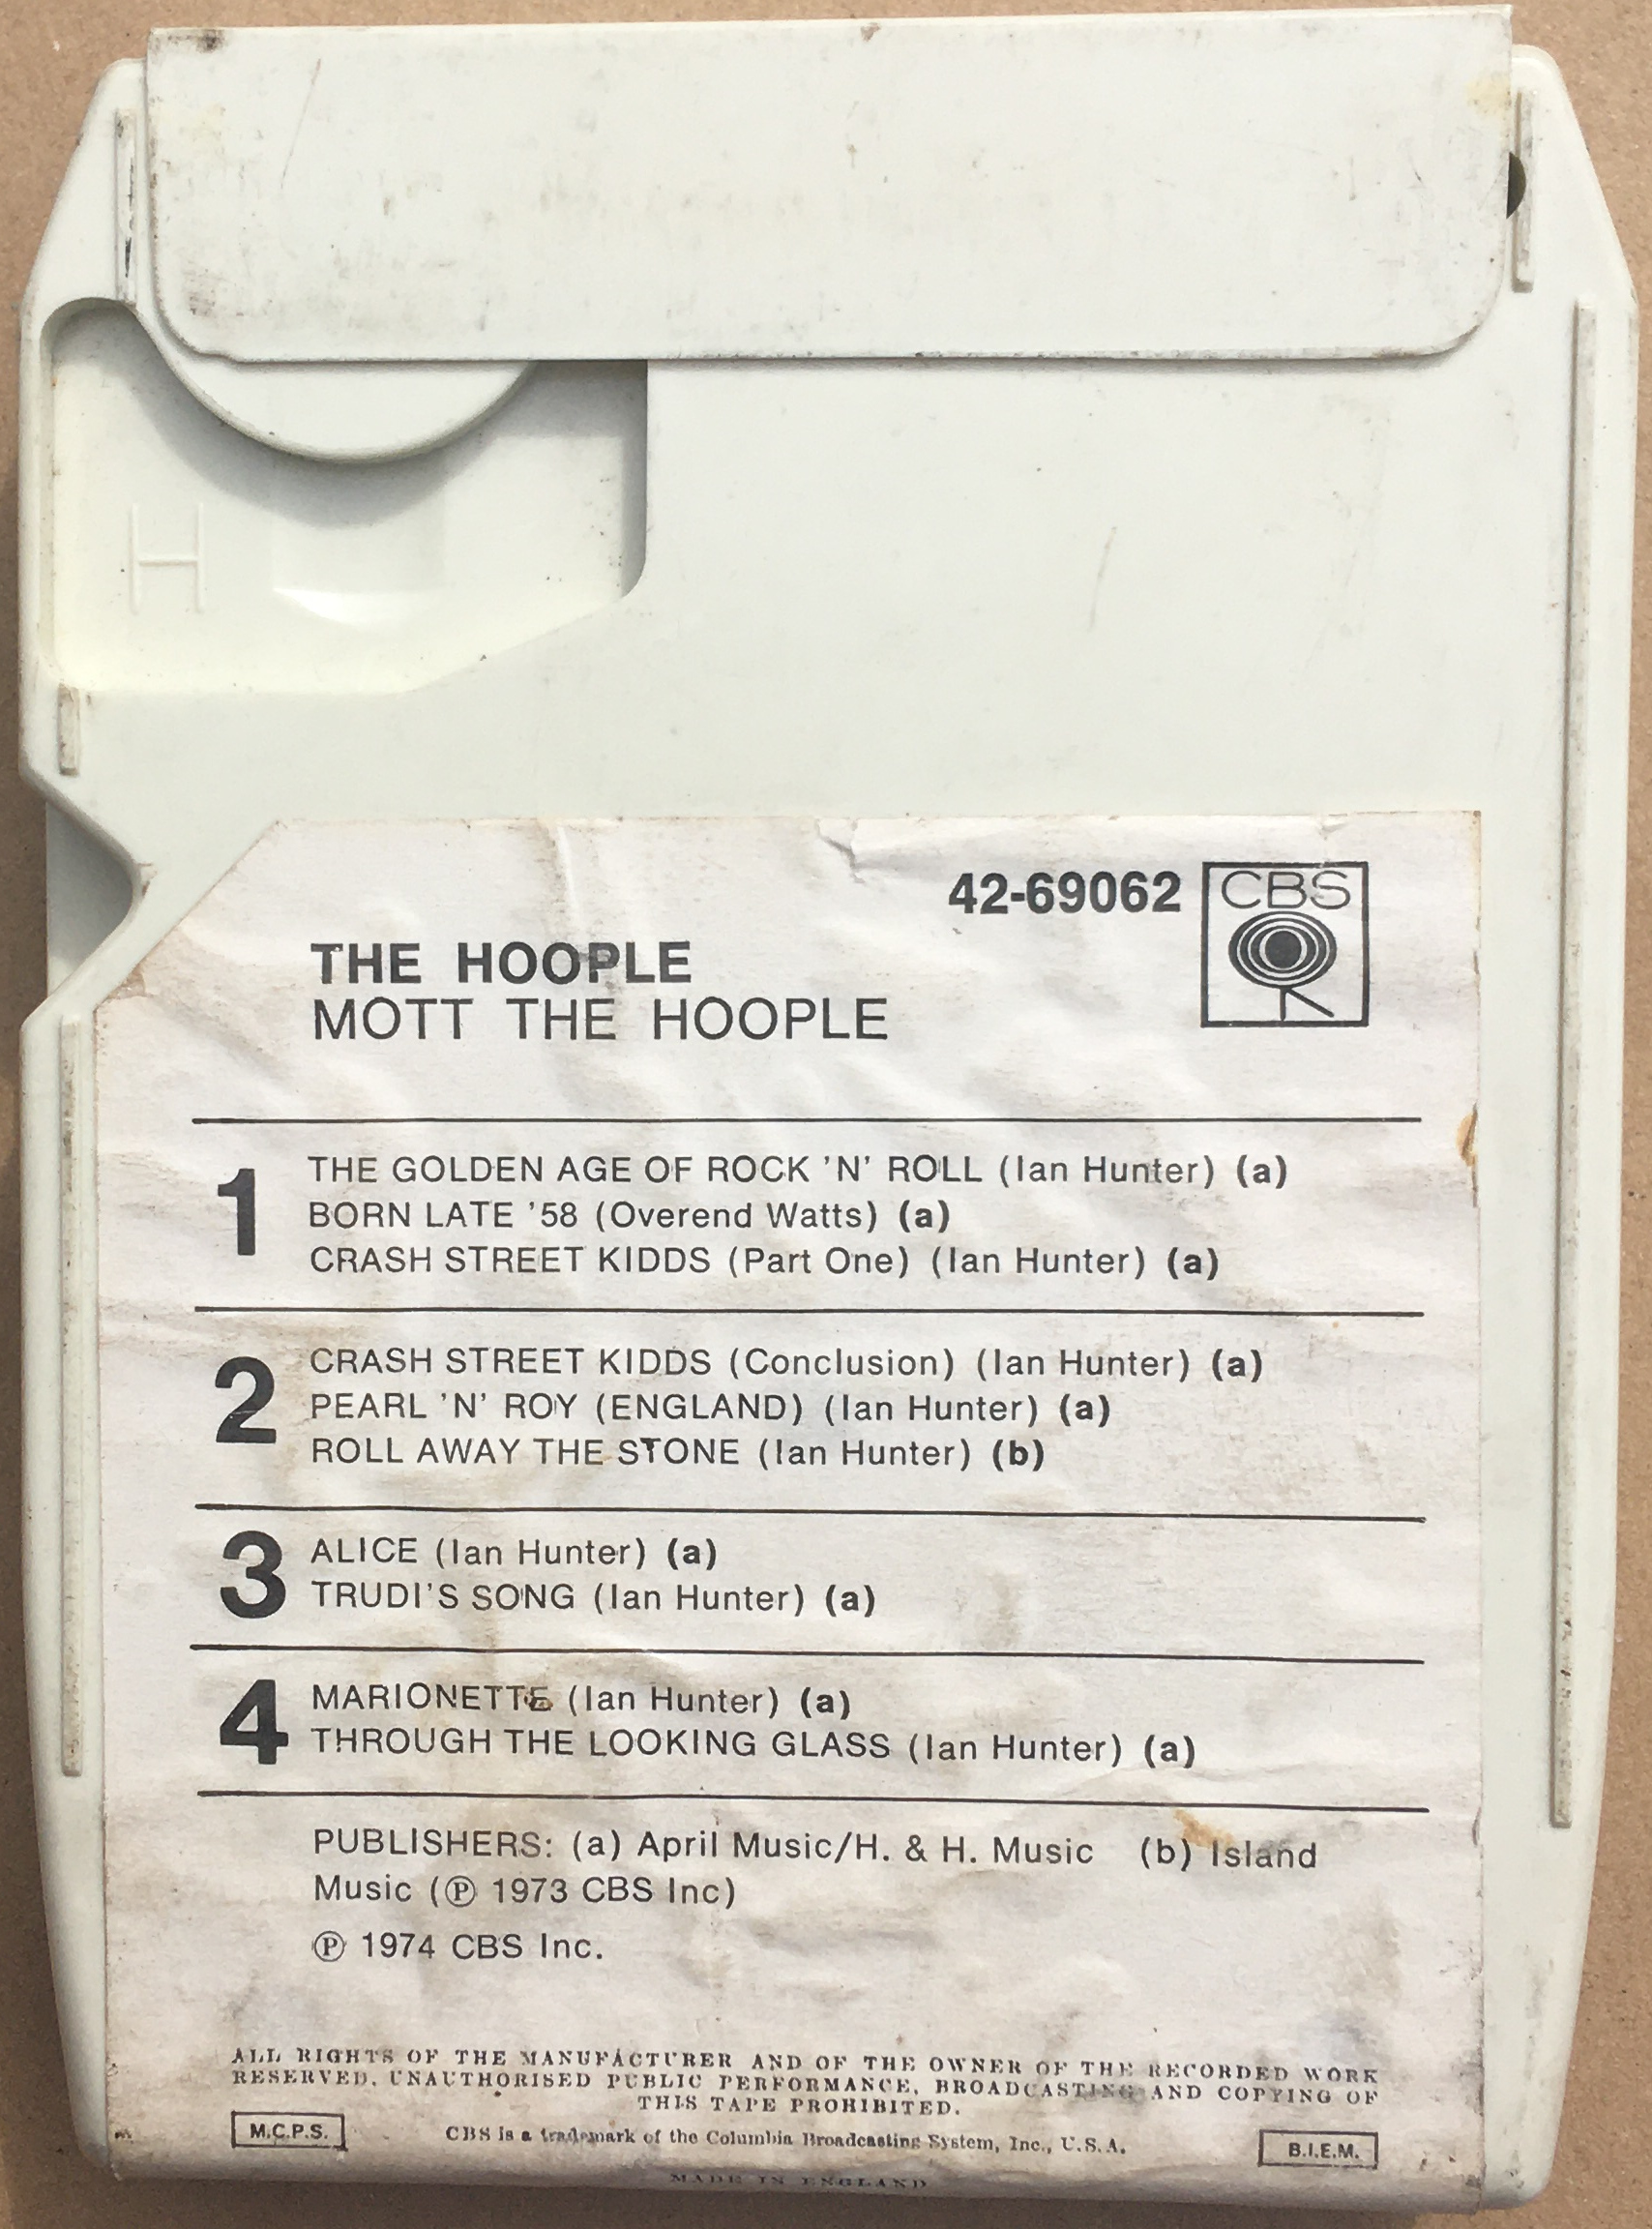 H
42-69062
CBS
THE HOOPLE
MOTT THE HOOPLE
1
THE GOLDEN AGE OF ROCK 'N' ROLL (Ian Hunter) (a)
BORN LATE '58 (Overend Watts) (a)
CRASH STREET KIDDS (Part One) (Ian Hunter) (a)
2
CRASH STREET KIDDS (Conclusion) (Ian Hunter) (a)
PEARL 'N' ROY (ENGLAND) (Ian Hunter) (a)
ROLL AWAY THE STONE (Ian Hunter) (b)
3
ALICE (Ian Hunter) (a)
TRUDI'S SONG (Ian Hunter) (a)
4
MARIONETTE (Ian Hunter) (a)
THROUGH THE LOOKING GLASS (Ian Hunter) (a)
PUBLISHERS: (a) April Music/H. & H. Music (b) Island
Music (℗ 1973 CBS Inc)
℗ 1974 CBS Inc.
ALL RIGHTS OF THE MANUFACTURER AND OF THE OWNER OF THE RECORDED WORK
RESERVED. UNAUTHORISED PUBLIC PERFORMANCE, BROADCASTING AND COPYING OF
THIS TAPE PROHIBITED.
M.C.P.S.
CBS is a trademark of the Columbia Broadcasting System, Inc., U.S.A.
B.I.E.M.
MADE IN ENGLAND